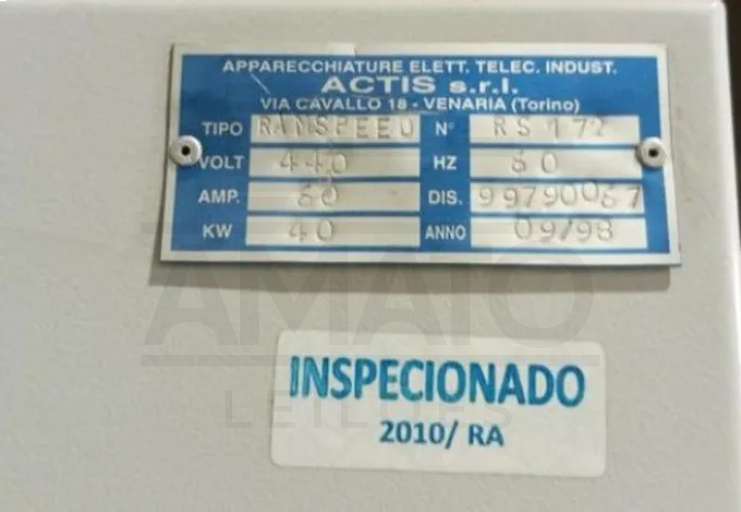 APPARECCHIATURE ELETT. TELEC. INDUST.
ACTIS s.r.l.
VIA CAVALLO 18 - VENARIA (Torino)
TIPO RAMSPEED N° RS 172
VOLT 440 HZ 60
AMP. 60 DIS. 99790067
KW 40 ANNO 09/98
AMATO
LEILÕES
INSPECIONADO
2010/ RA